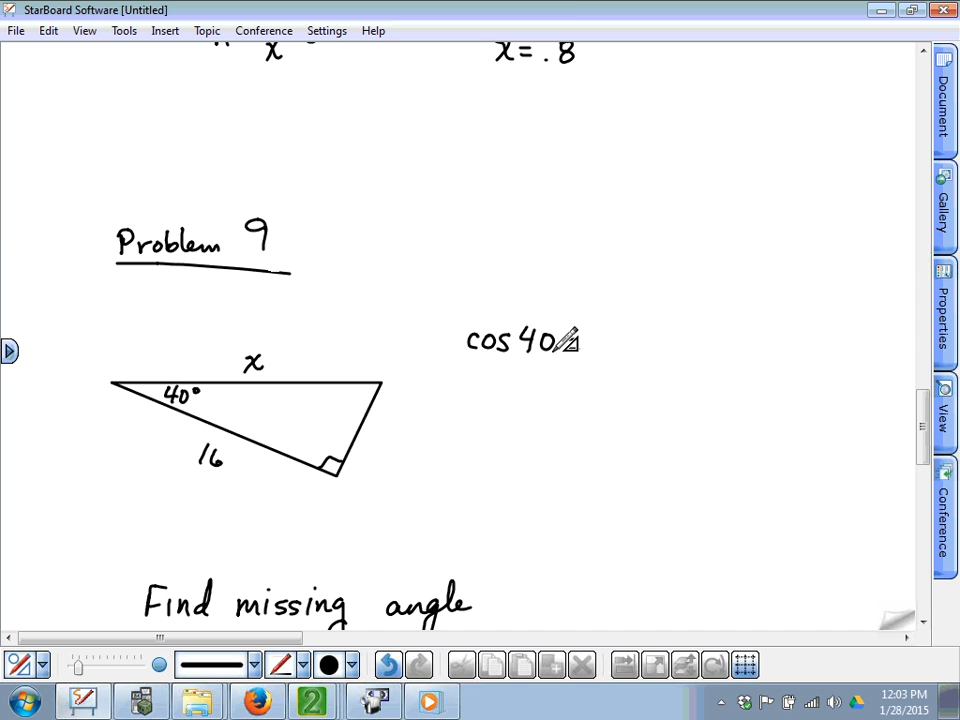 StarBoard Software [Untitled]
File Edit View Tools Insert Topic Conference Settings Help
x
x = .8
Problem 9
cos 40
x
40°
16
Find missing angle
Document
Gallery
Properties
View
Conference
2
12:03 PM
1/28/2015